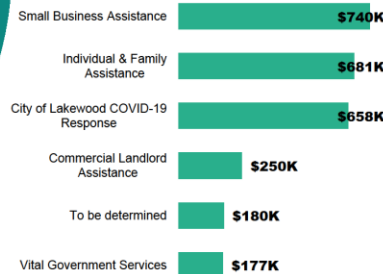 Small Business Assistance
$740K
Individual & Family
Assistance
$681K
City of Lakewood COVID-19
Response
$658K
Commercial Landlord
Assistance
$250K
To be determined
$180K
Vital Government Services
$177K